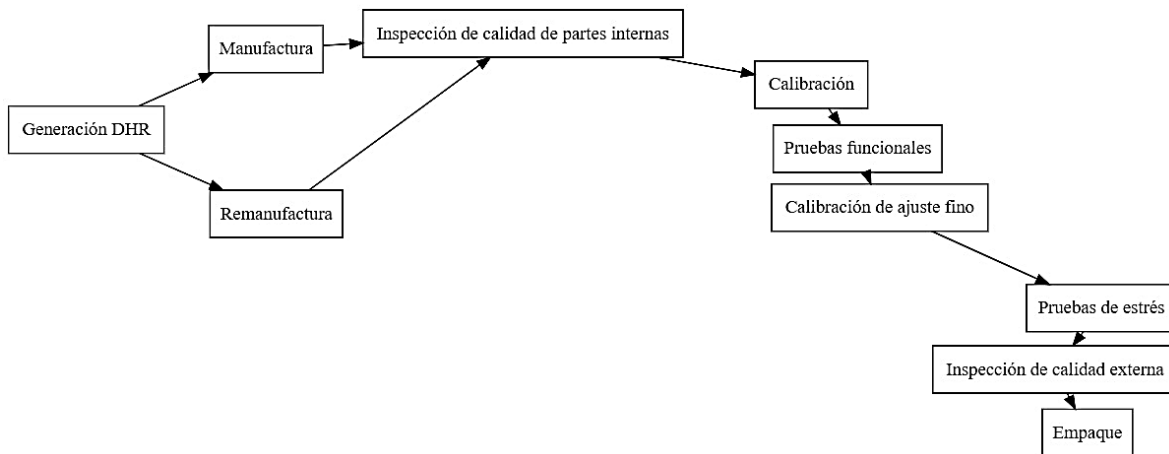 Generación DHR
Manufactura
Remanufactura
Inspección de calidad de partes internas
Calibración
Pruebas funcionales
Calibración de ajuste fino
Pruebas de estrés
Inspección de calidad externa
Empaque